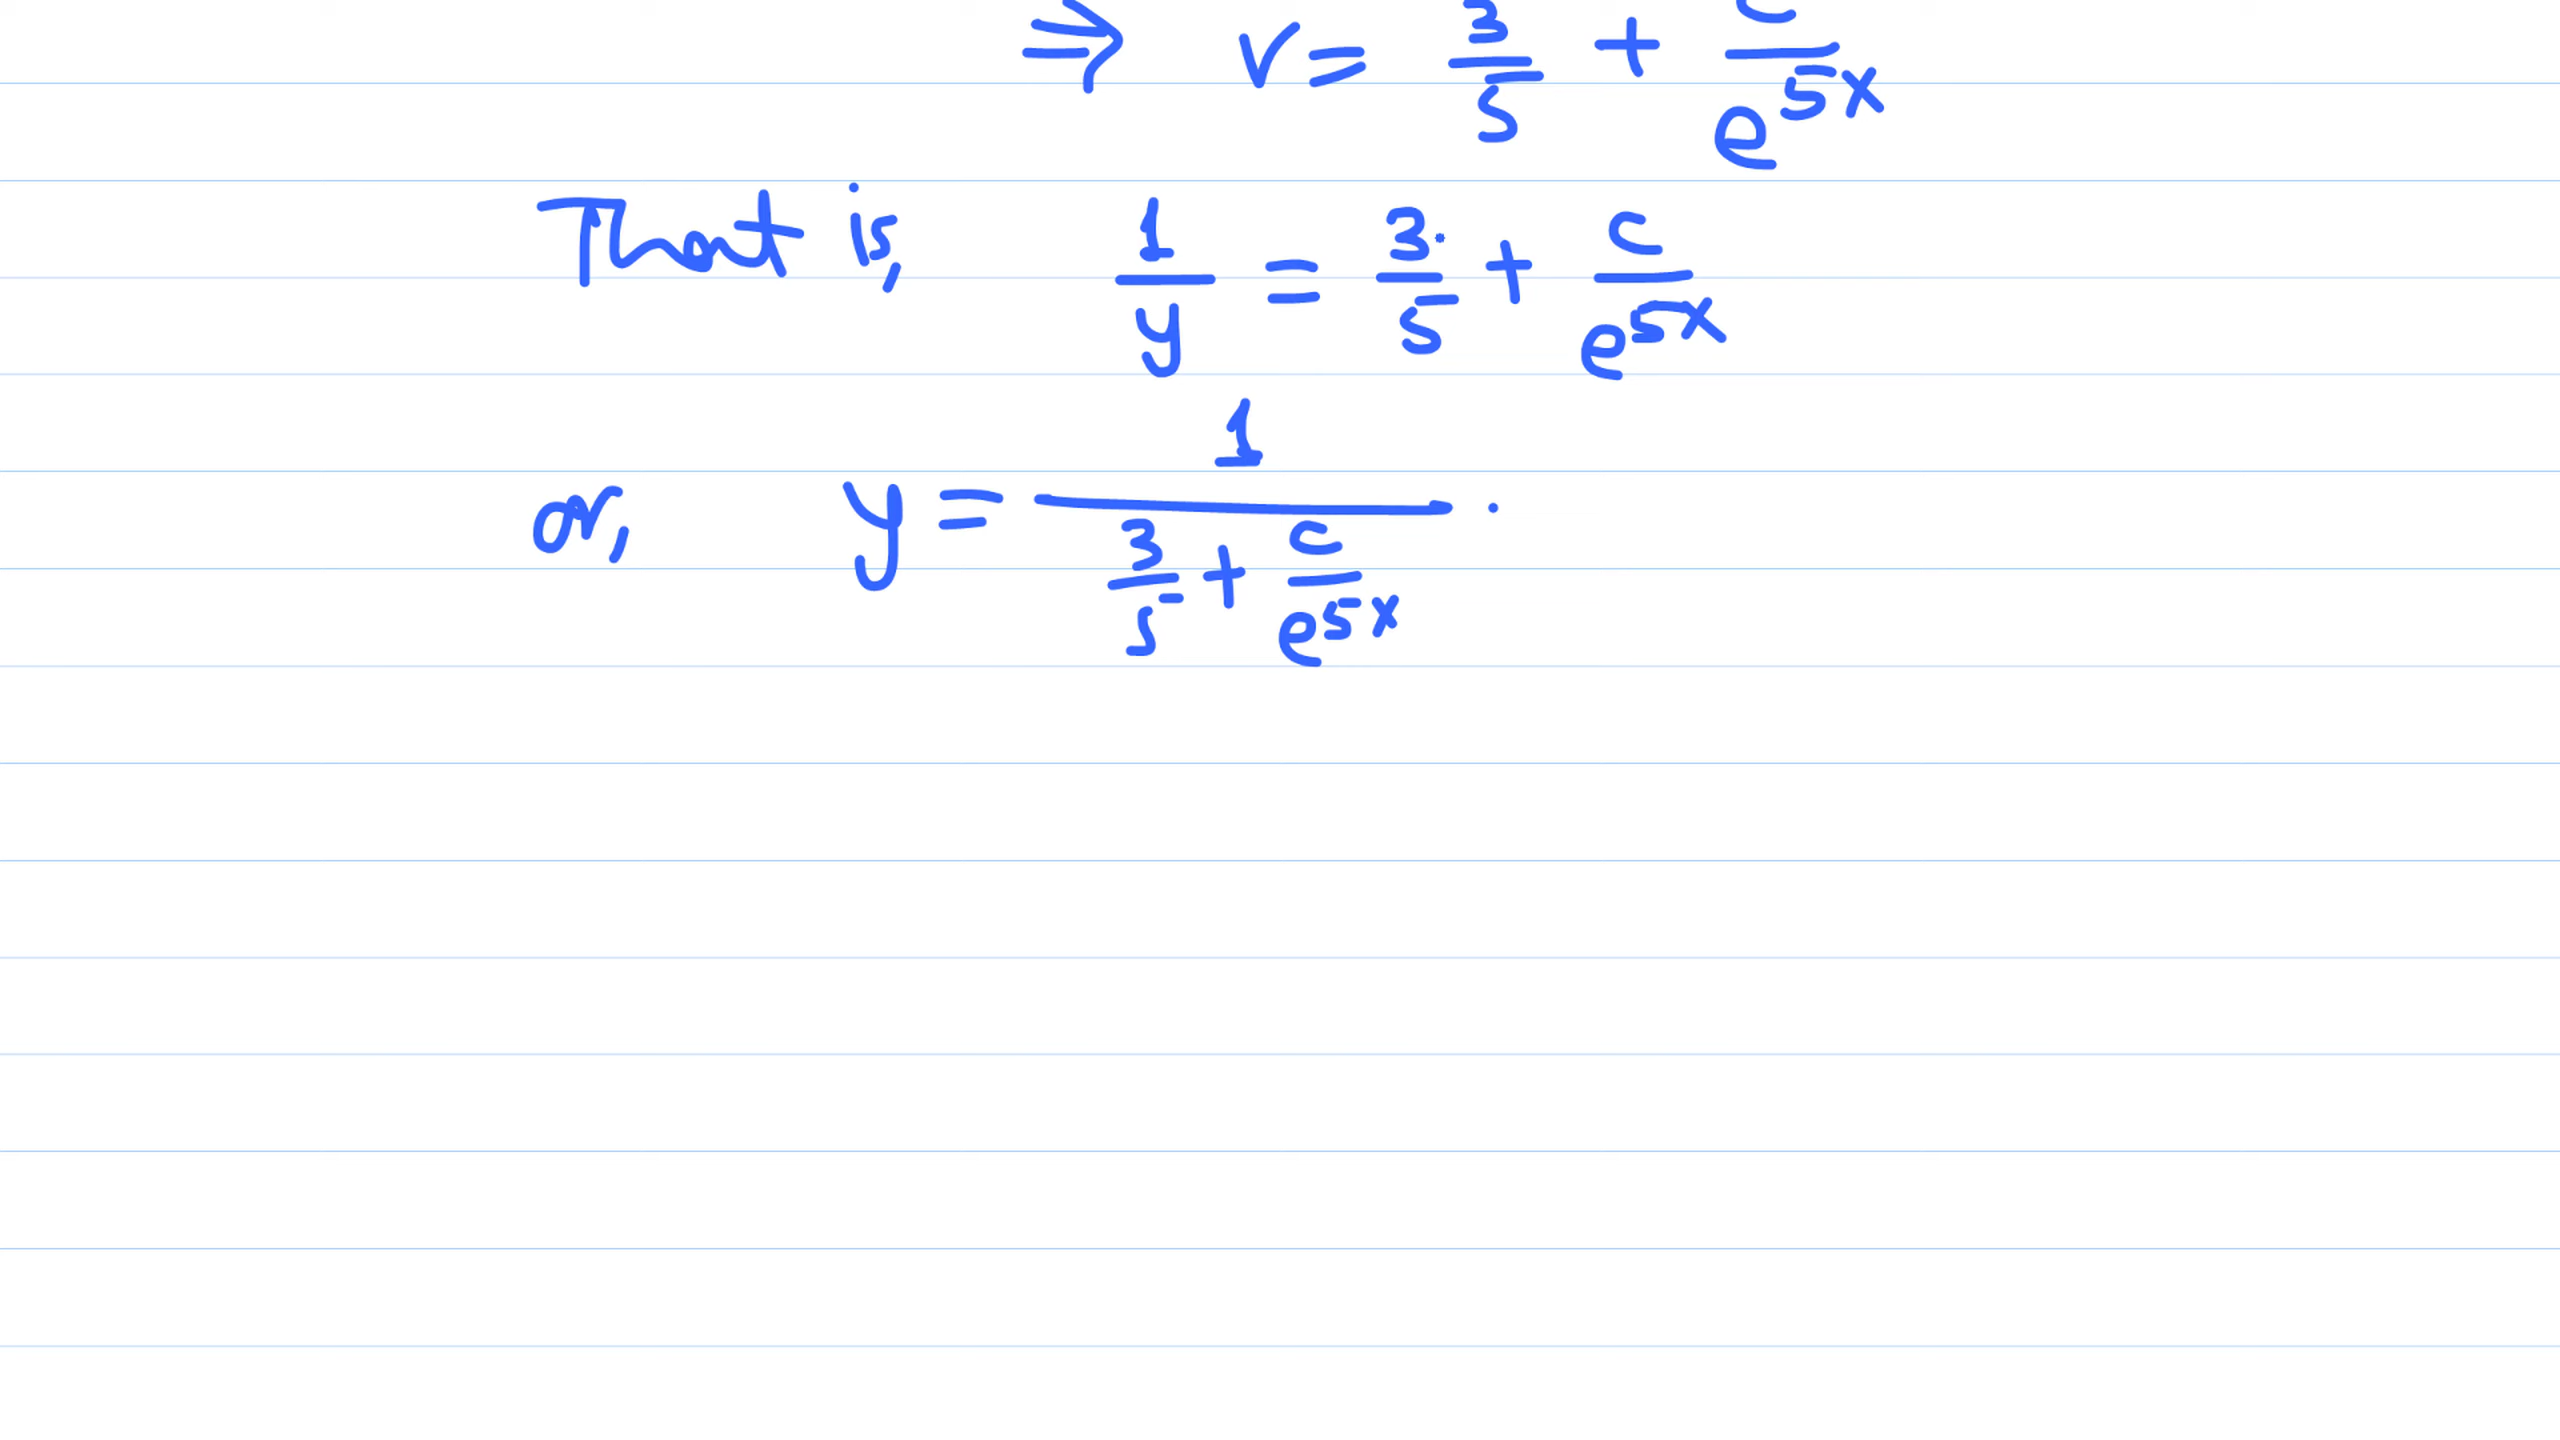 ⇒ v = 3/5 + c/e^{5x}
That is, 1/y = 3/5 + c/e^{5x}
or, y = 1/(3/5 + c/e^{5x}).